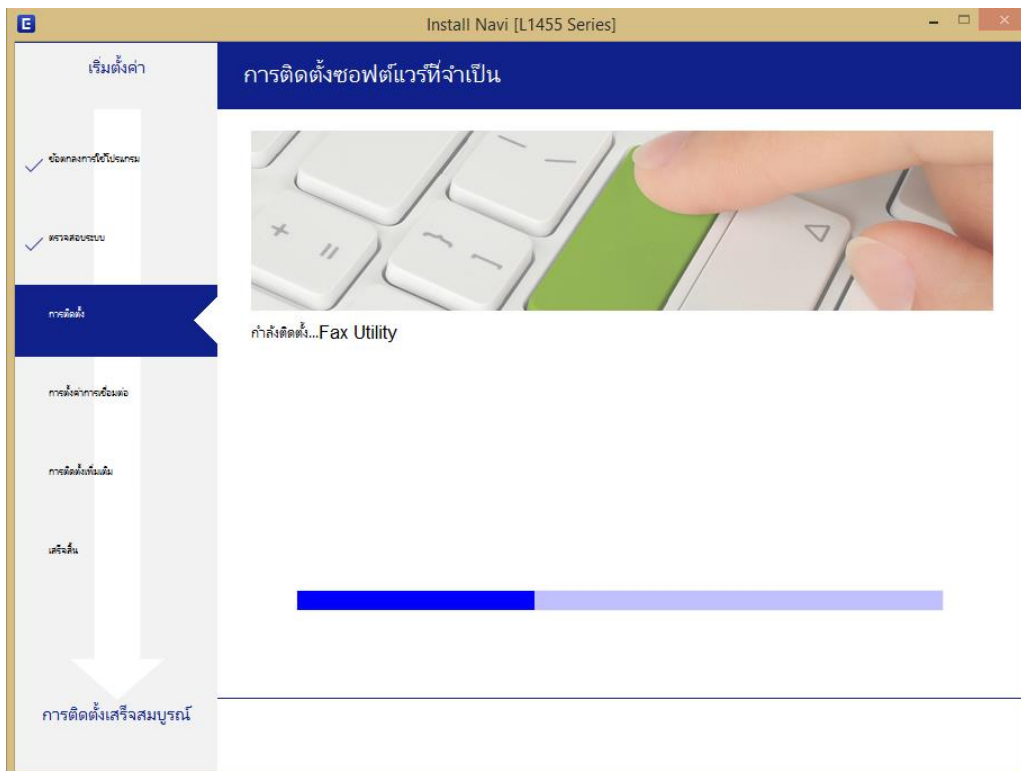 E
Install Navi [L1455 Series]
เริ่มตั้งค่า
การติดตั้งซอฟต์แวร์ที่จำเป็น
ข้อตกลงการใช้โปรแกรม
ตรวจสอบระบบ
การติดตั้ง
กำลังติดตั้ง...Fax Utility
การตั้งค่าการเชื่อมต่อ
การติดตั้งเพิ่มเติม
เสร็จสิ้น
การติดตั้งเสร็จสมบูรณ์